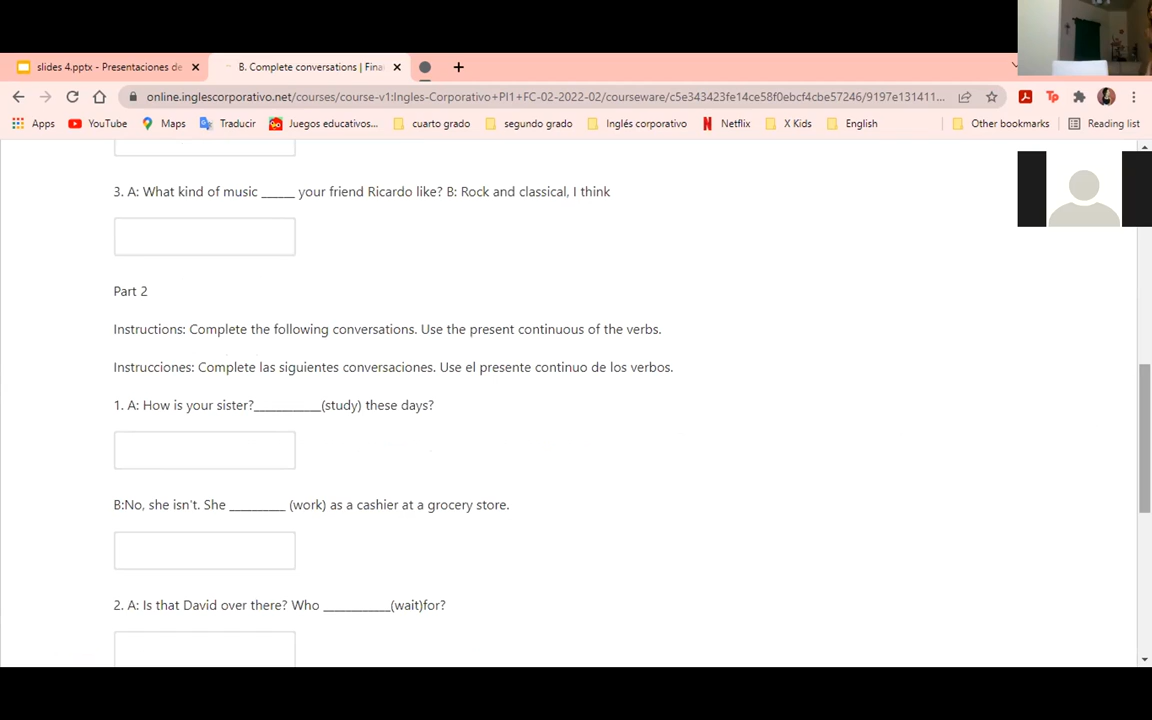 slides 4.pptx - Presentaciones de
B. Complete conversations | Fina
online.inglescorporativo.net/courses/course-v1:Ingles-Corporativo+PI1+FC-02-2022-02/courseware/c5e343423fe14ce58f0ebcf4cbe57246/9197e131411...
Apps YouTube Maps Traducir Juegos educativos... cuarto grado segundo grado Inglés corporativo Netflix X Kids English Other bookmarks Reading list
3. A: What kind of music ______ your friend Ricardo like? B: Rock and classical, I think
Part 2
Instructions: Complete the following conversations. Use the present continuous of the verbs.
Instrucciones: Complete las siguientes conversaciones. Use el presente continuo de los verbos.
1. A: How is your sister?____________(study) these days?
B:No, she isn't. She __________ (work) as a cashier at a grocery store.
2. A: Is that David over there? Who ____________(wait)for?